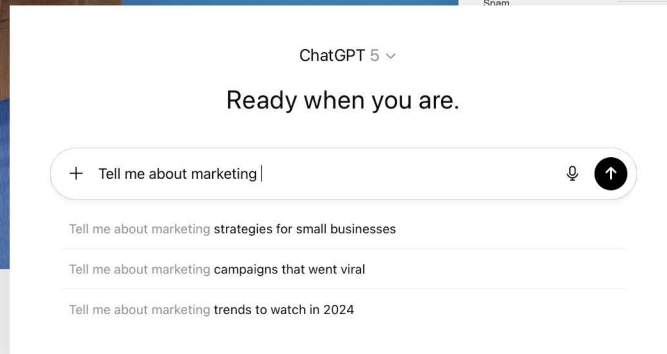 Spam
ChatGPT 5
Ready when you are.
Tell me about marketing
Tell me about marketing strategies for small businesses
Tell me about marketing campaigns that went viral
Tell me about marketing trends to watch in 2024